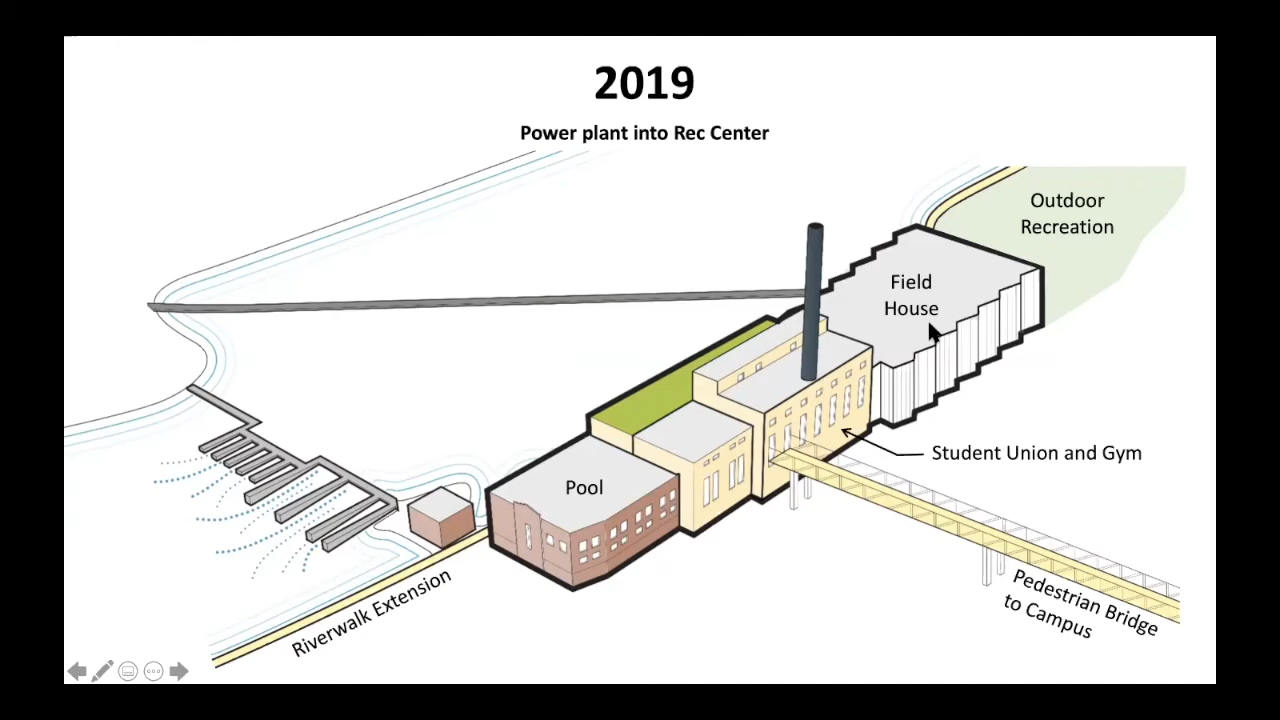 2019
Power plant into Rec Center
Outdoor
Recreation
Field
House
Student Union and Gym
Pool
Riverwalk Extension
Pedestrian Bridge
to Campus